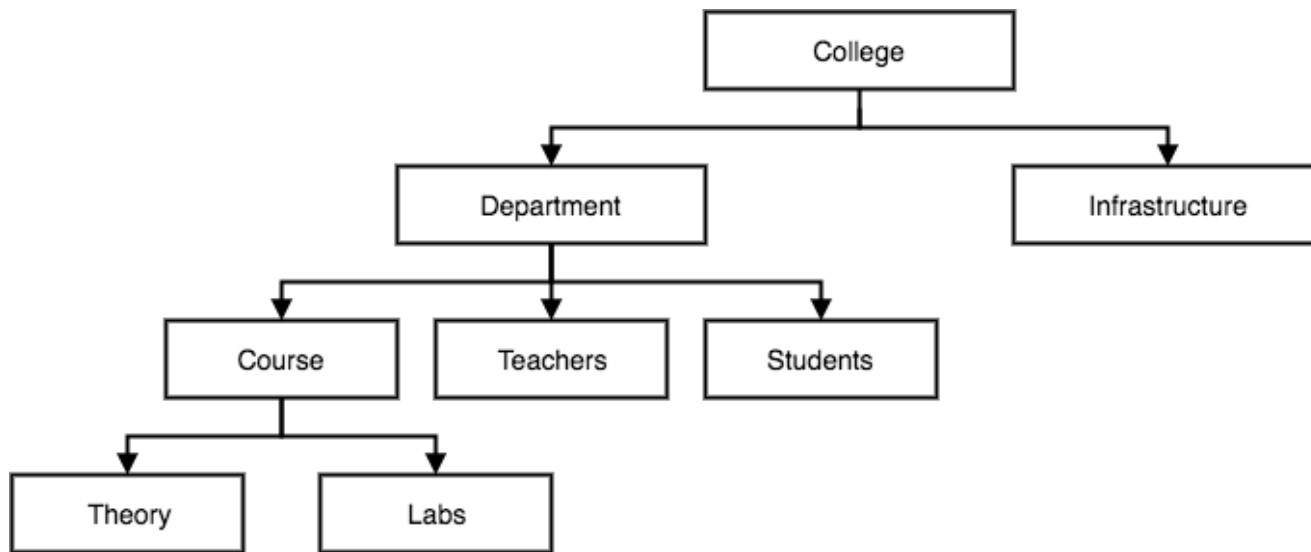 College
Department
Infrastructure
Course
Teachers
Students
Theory
Labs